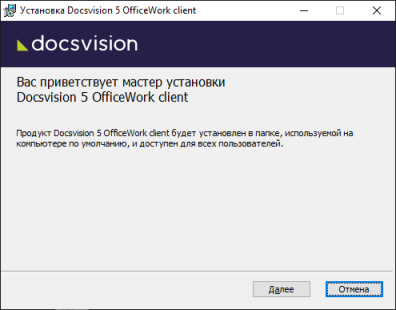 Установка Docsvision 5 OfficeWork client
docsvision
Вас приветствует мастер установки
Docsvision 5 OfficeWork client
Продукт Docsvision 5 OfficeWork client будет установлен в папке, используемой на
компьютере по умолчанию, и доступен для всех пользователей.
Далее
Отмена